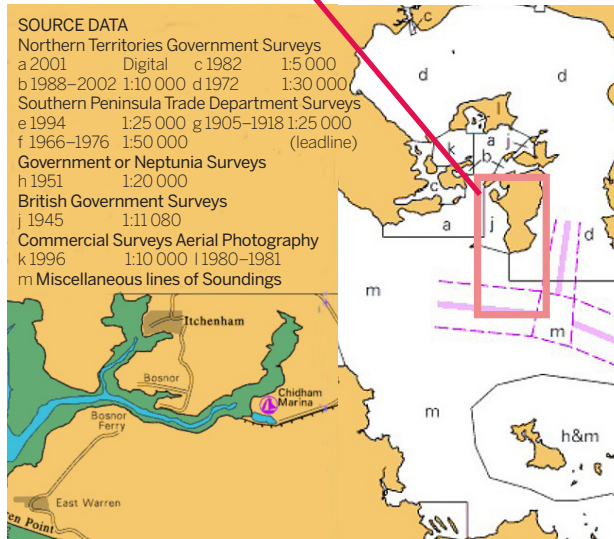 SOURCE DATA
Northern Territories Government Surveys
a 2001 Digital c 1982 1:5 000
b 1988–2002 1:10 000 d 1972 1:30 000
Southern Peninsula Trade Department Surveys
e 1994 1:25 000 g 1905–1918 1:25 000
f 1966–1976 1:50 000 (leadline)
Government or Neptunia Surveys
h 1951 1:20 000
British Government Surveys
j 1945 1:11 080
Commercial Surveys Aerial Photography
k 1996 1:10 000 l 1980–1981
m Miscellaneous lines of Soundings
Itchenham
Bosnor
Chidham
Marina
Bosnor
Ferry
East Warren
en Point
c
d
d
l
a
j
k
b
c
a
j
d
m
m
m
h&m